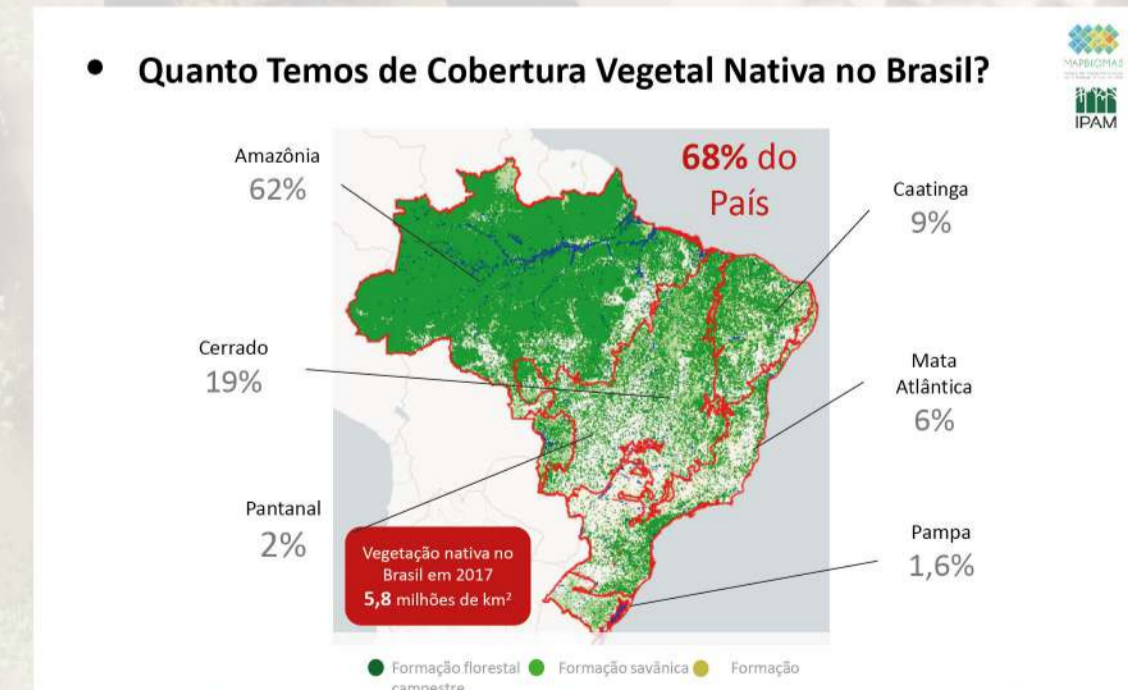 • Quanto Temos de Cobertura Vegetal Nativa no Brasil?
MAPBIOMAS
IPAM
68% do
País
Amazônia
62%
Caatinga
9%
Cerrado
19%
Mata
Atlântica
6%
Pantanal
2%
Pampa
1,6%
Vegetação nativa no
Brasil em 2017
5,8 milhões de km²
Formação florestal Formação savânica Formação
campestre